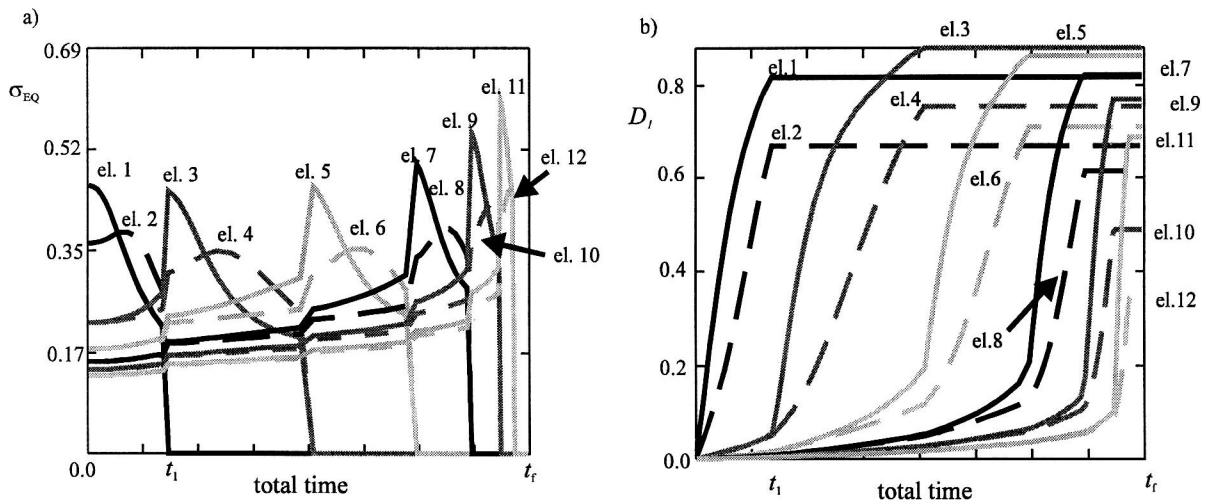 a)
0.69
σEQ
0.52
0.35
0.17
0.0
t1
total time
tf
el. 1
el. 2
el. 3
el. 4
el. 5
el. 6
el. 7
el. 8
el. 9
el. 10
el. 11
el. 12
b)
0.8
DI
0.6
0.4
0.2
0.0
t1
total time
tf
el.1
el.2
el.3
el.4
el.5
el.6
el.7
el.8
el.9
el.10
el.11
el.12